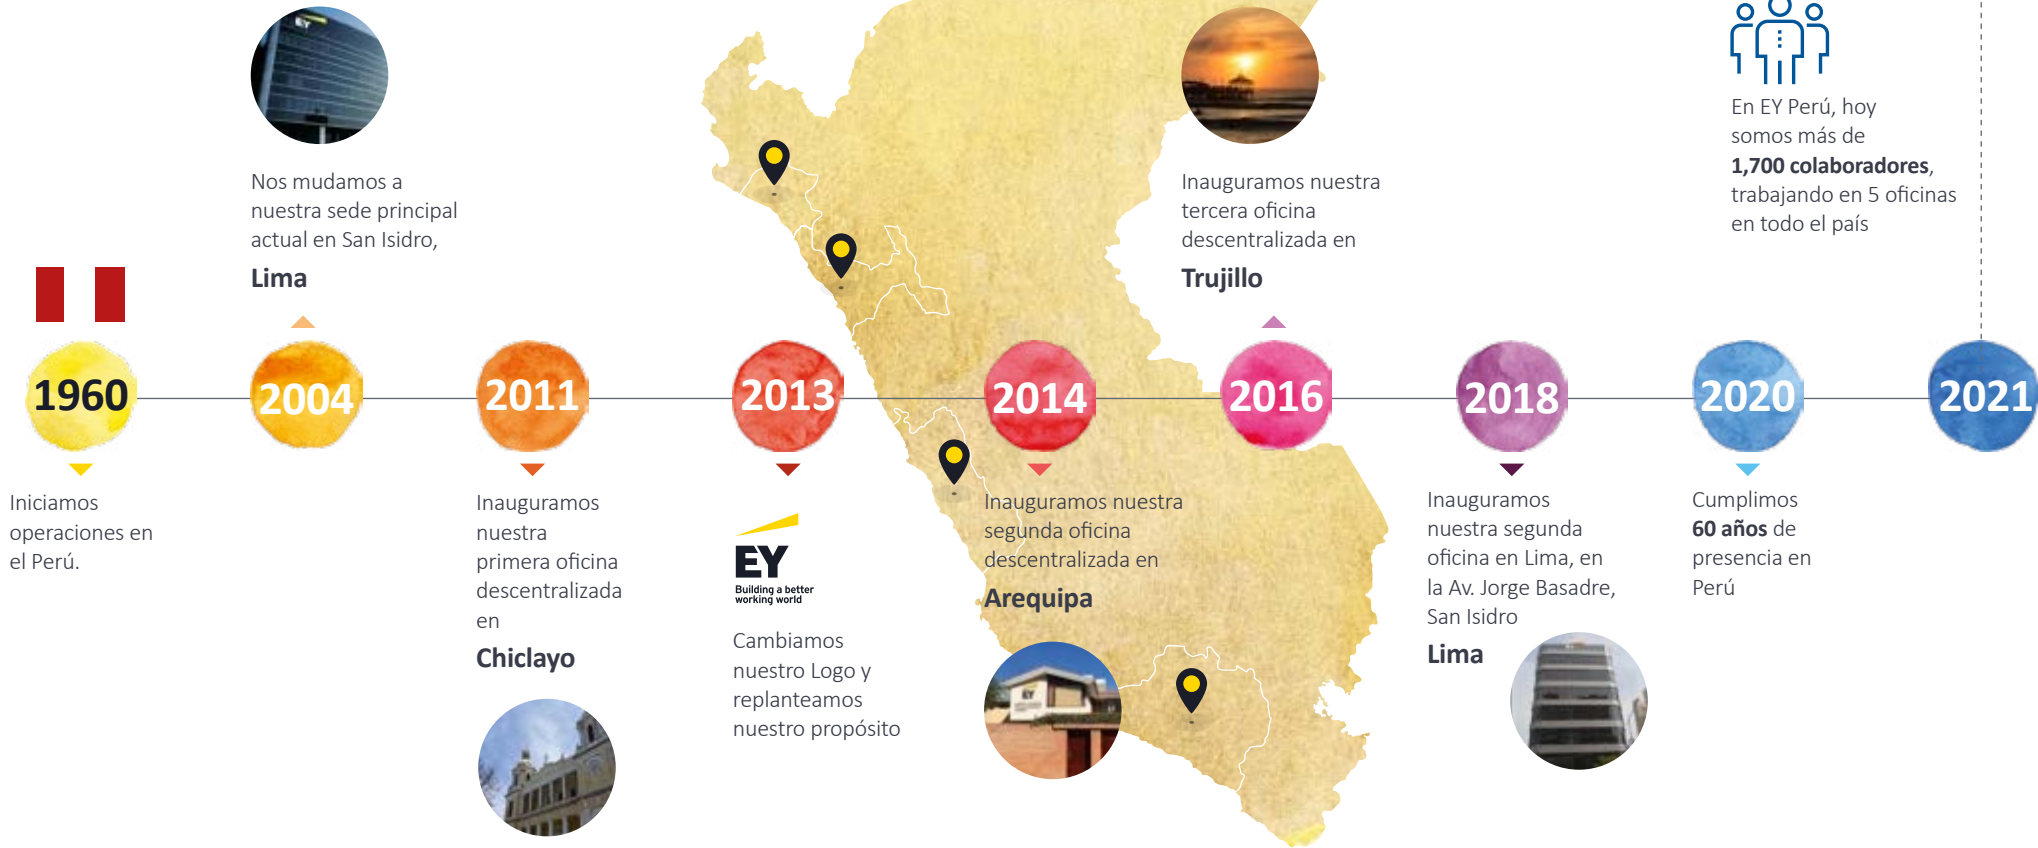 EY
Nos mudamos a
nuestra sede principal
actual en San Isidro,
Lima
Inauguramos nuestra
tercera oficina
descentralizada en
Trujillo
En EY Perú, hoy
somos más de
1,700 colaboradores,
trabajando en 5 oficinas
en todo el país
1960
2004
2011
2013
2014
2016
2018
2020
2021
Iniciamos
operaciones en
el Perú.
Inauguramos
nuestra
primera oficina
descentralizada
en
Chiclayo
EY
Building a better
working world
Cambiamos
nuestro Logo y
replanteamos
nuestro propósito
Inauguramos nuestra
segunda oficina
descentralizada en
Arequipa
EY
Inauguramos
nuestra segunda
oficina en Lima, en
la Av. Jorge Basadre,
San Isidro
Lima
Cumplimos
60 años de
presencia en
Perú